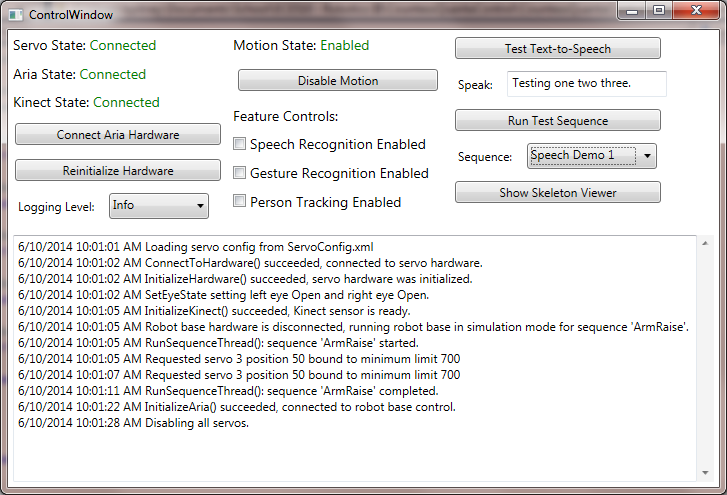 ControlWindow
Servo State: Connected
Aria State: Connected
Kinect State: Connected
Connect Aria Hardware
Reinitialize Hardware
Logging Level: Info
Motion State: Enabled
Disable Motion
Feature Controls:
Speech Recognition Enabled
Gesture Recognition Enabled
Person Tracking Enabled
Test Text-to-Speech
Speak: Testing one two three.
Run Test Sequence
Sequence: Speech Demo 1
Show Skeleton Viewer
6/10/2014 10:01:01 AM Loading servo config from ServoConfig.xml
6/10/2014 10:01:02 AM ConnectToHardware() succeeded, connected to servo hardware.
6/10/2014 10:01:02 AM InitializeHardware() succeeded, servo hardware was initialized.
6/10/2014 10:01:02 AM SetEyeState setting left eye Open and right eye Open.
6/10/2014 10:01:05 AM InitializeKinect() succeeded, Kinect sensor is ready.
6/10/2014 10:01:05 AM Robot base hardware is disconnected, running robot base in simulation mode for sequence 'ArmRaise'.
6/10/2014 10:01:05 AM RunSequenceThread(): sequence 'ArmRaise' started.
6/10/2014 10:01:05 AM Requested servo 3 position 50 bound to minimum limit 700
6/10/2014 10:01:07 AM Requested servo 3 position 50 bound to minimum limit 700
6/10/2014 10:01:11 AM RunSequenceThread(): sequence 'ArmRaise' completed.
6/10/2014 10:01:22 AM InitializeAria() succeeded, connected to robot base control.
6/10/2014 10:01:28 AM Disabling all servos.